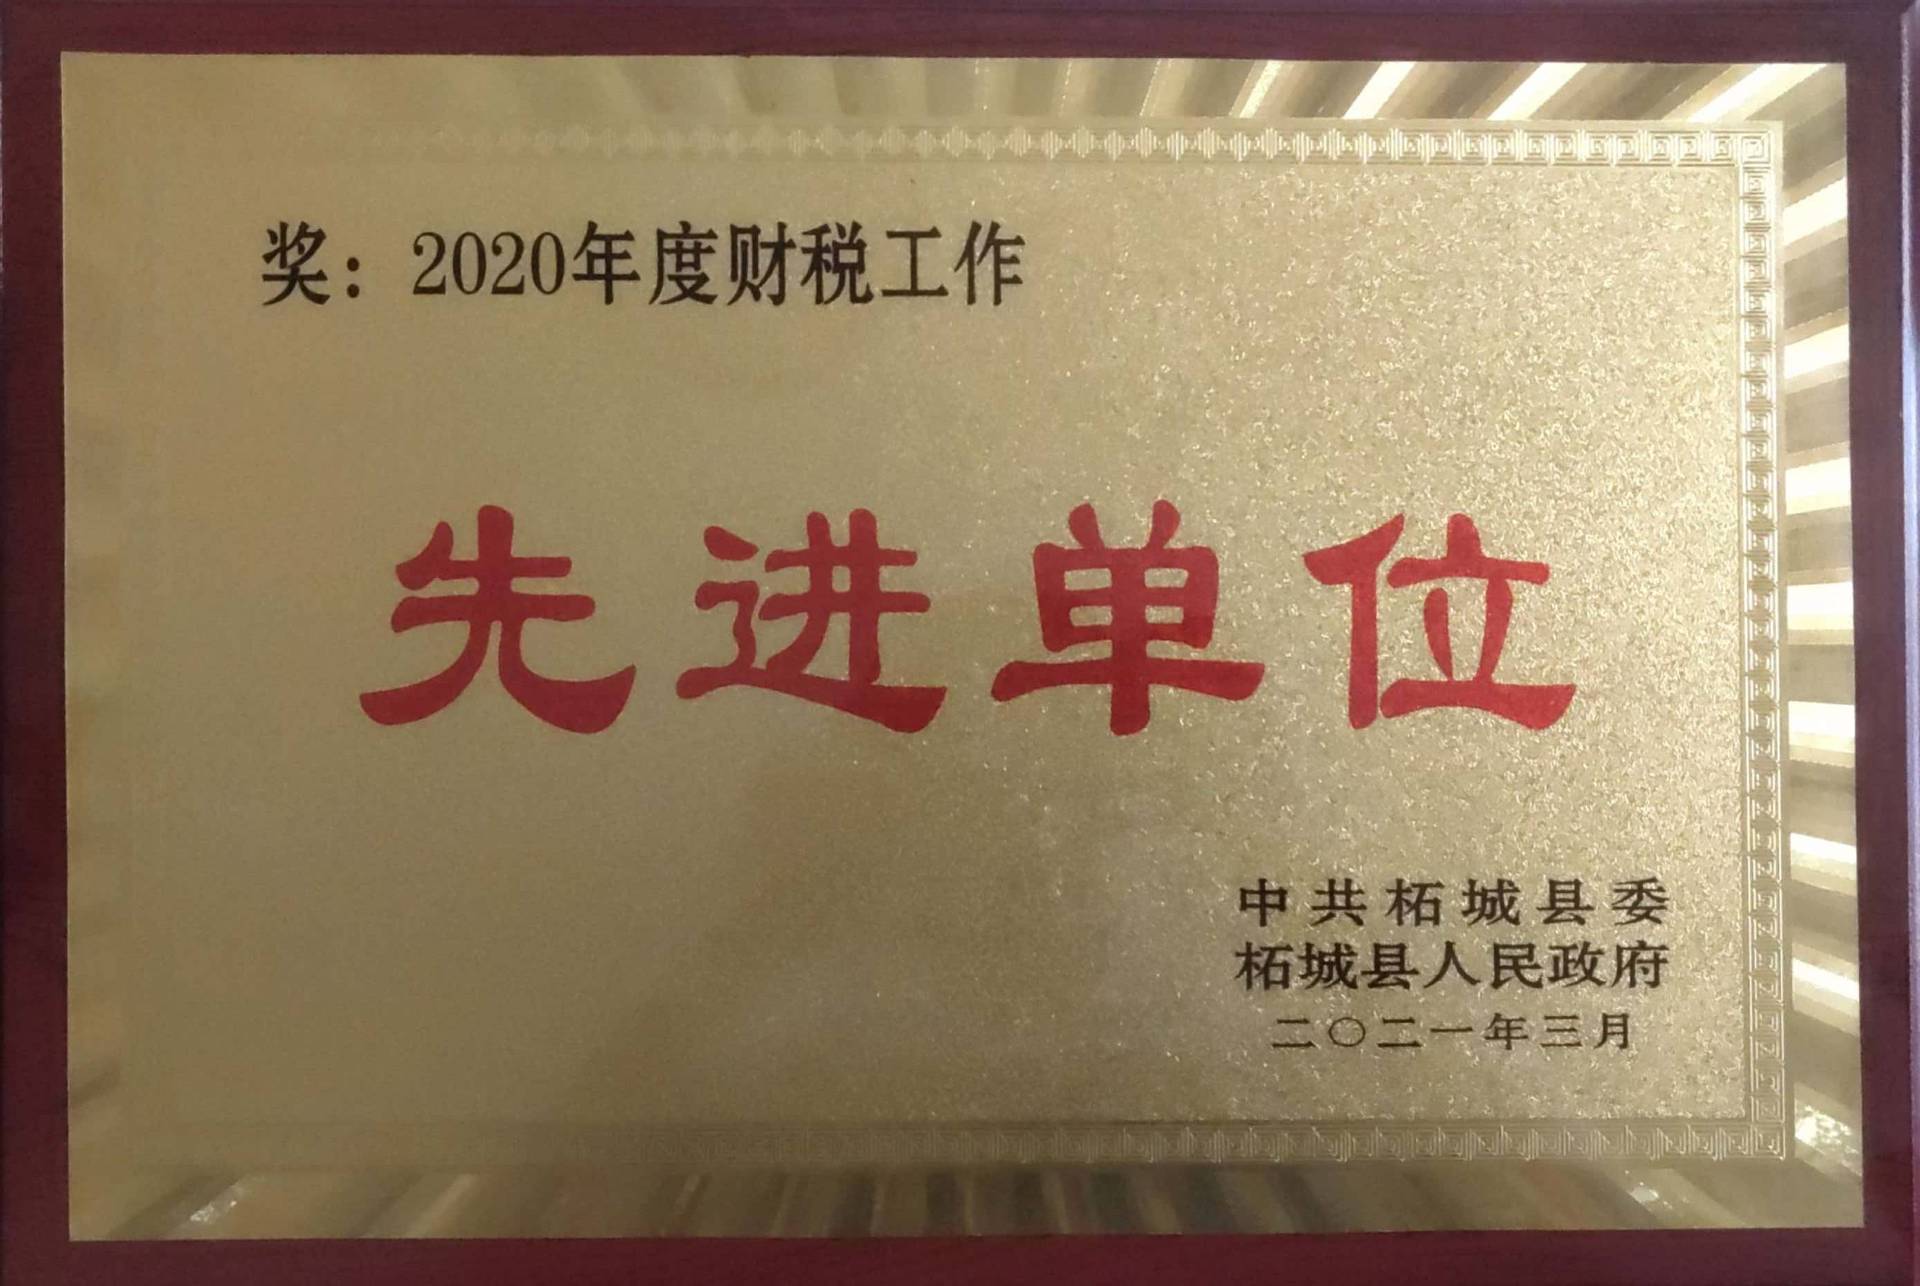 奖：2020年度财税工作
先进单位
中共柘城县委
柘城县人民政府
二〇二一年三月